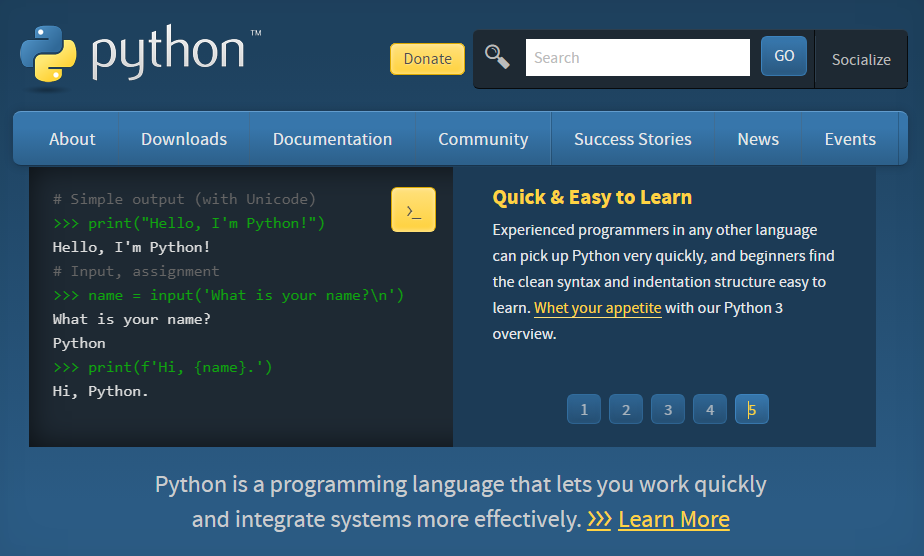 python™
Donate
Search
GO
Socialize
About
Downloads
Documentation
Community
Success Stories
News
Events
# Simple output (with Unicode)
>>> print("Hello, I'm Python!")
Hello, I'm Python!
# Input, assignment
>>> name = input('What is your name?\n')
What is your name?
Python
>>> print(f'Hi, {name}.')
Hi, Python.
>_
Quick & Easy to Learn
Experienced programmers in any other language
can pick up Python very quickly, and beginners find
the clean syntax and indentation structure easy to
learn. Whet your appetite with our Python 3
overview.
1 2 3 4 5
Python is a programming language that lets you work quickly
and integrate systems more effectively. >>> Learn More